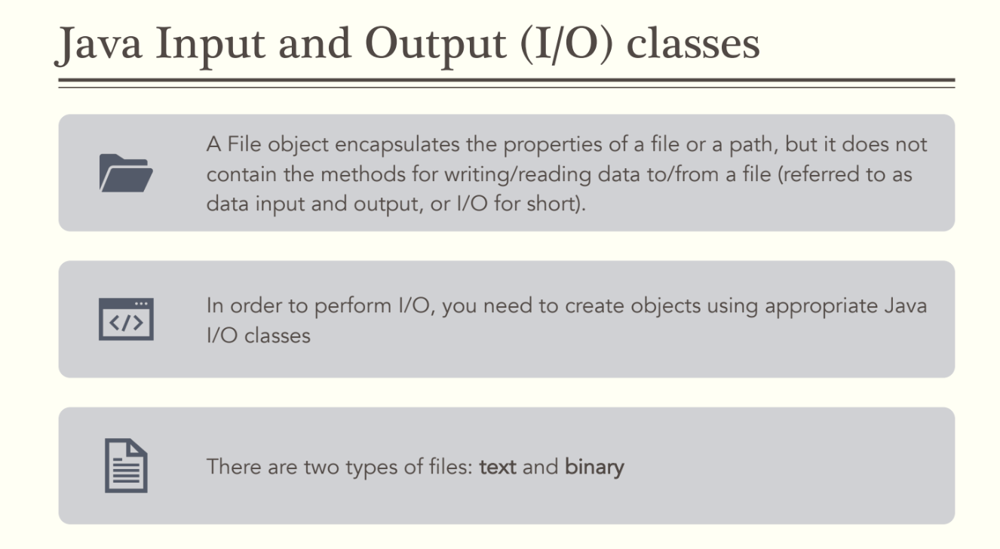 Java Input and Output (I/O) classes
A File object encapsulates the properties of a file or a path, but it does not
contain the methods for writing/reading data to/from a file (referred to as
data input and output, or I/O for short).
In order to perform I/O, you need to create objects using appropriate Java
I/O classes
There are two types of files: text and binary